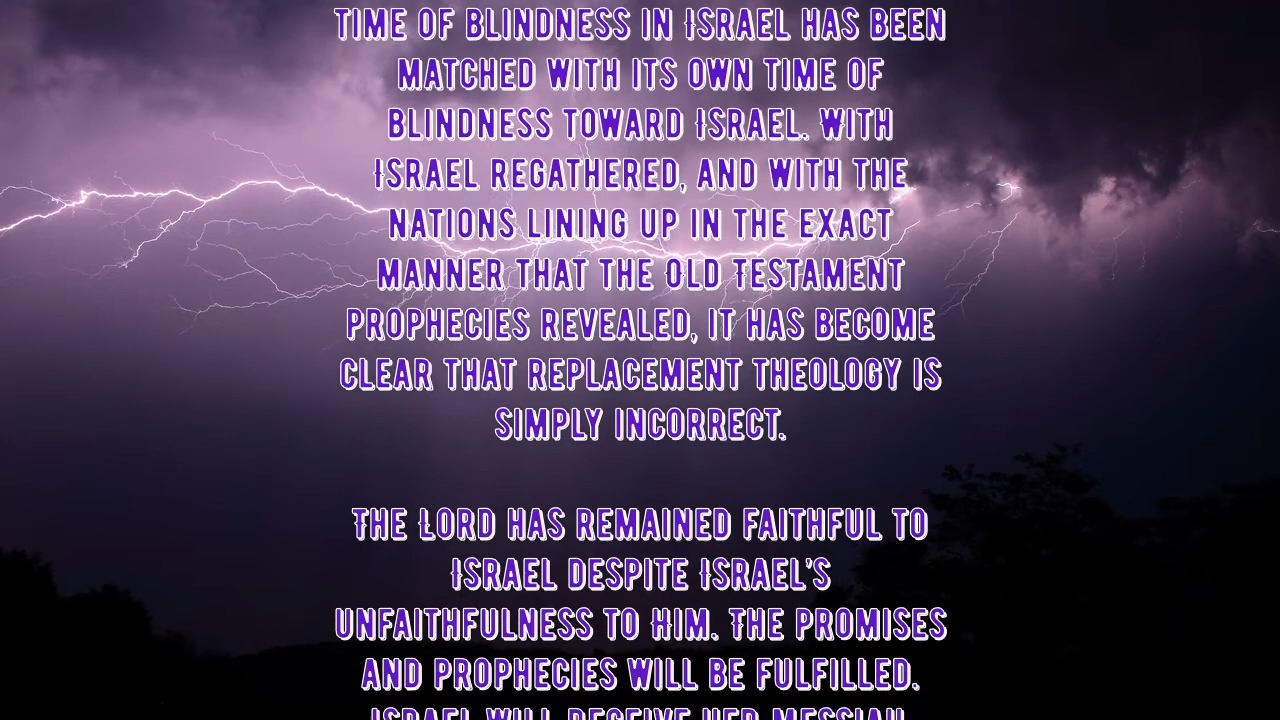 TIME OF BLINDNESS IN ISRAEL HAS BEEN
MATCHED WITH ITS OWN TIME OF
BLINDNESS TOWARD ISRAEL. WITH
ISRAEL REGATHERED, AND WITH THE
NATIONS LINING UP IN THE EXACT
MANNER THAT THE OLD TESTAMENT
PROPHECIES REVEALED, IT HAS BECOME
CLEAR THAT REPLACEMENT THEOLOGY IS
SIMPLY INCORRECT.
THE LORD HAS REMAINED FAITHFUL TO
ISRAEL DESPITE ISRAEL'S
UNFAITHFULNESS TO HIM. THE PROMISES
AND PROPHECIES WILL BE FULFILLED.
ISRAEL WILL RECEIVE HER MESSIAH